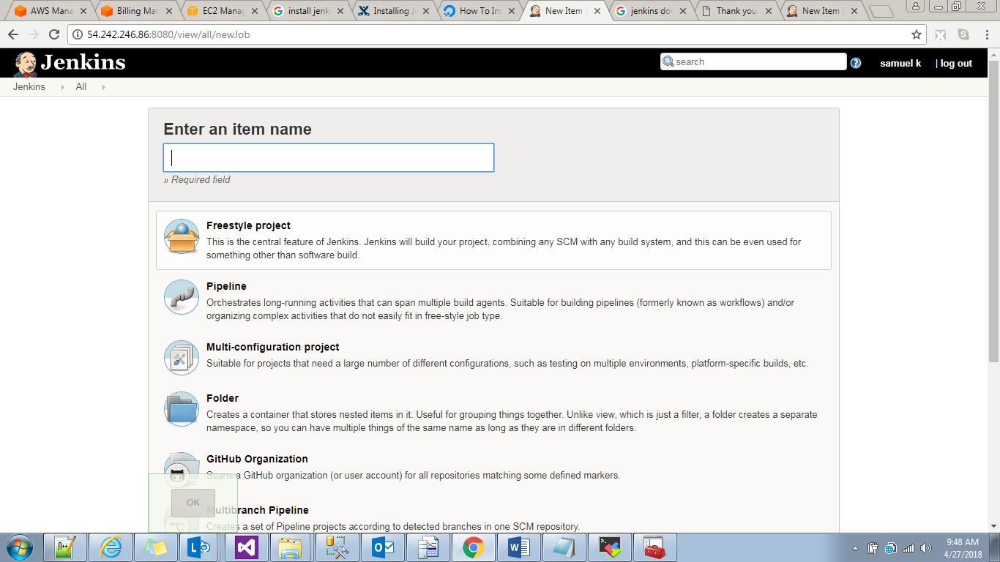 AWS Mana
Billing Mar
EC2 Manag
install jenki
Installing Je
How To Ins
New Item [
jenkins dov
Thank you
New Item [
54.242.246.86:8080/view/all/newJob
Jenkins
search
samuel k
| log out
Jenkins
All
Enter an item name
» Required field
Freestyle project
This is the central feature of Jenkins. Jenkins will build your project, combining any SCM with any build system, and this can be even used for
something other than software build.
Pipeline
Orchestrates long-running activities that can span multiple build agents. Suitable for building pipelines (formerly known as workflows) and/or
organizing complex activities that do not easily fit in free-style job type.
Multi-configuration project
Suitable for projects that need a large number of different configurations, such as testing on multiple environments, platform-specific builds, etc.
Folder
Creates a container that stores nested items in it. Useful for grouping things together. Unlike view, which is just a filter, a folder creates a separate
namespace, so you can have multiple things of the same name as long as they are in different folders.
GitHub Organization
Scans a GitHub organization (or user account) for all repositories matching some defined markers.
OK
Multibranch Pipeline
Creates a set of Pipeline projects according to detected branches in one SCM repository.
9:48 AM
4/27/2018